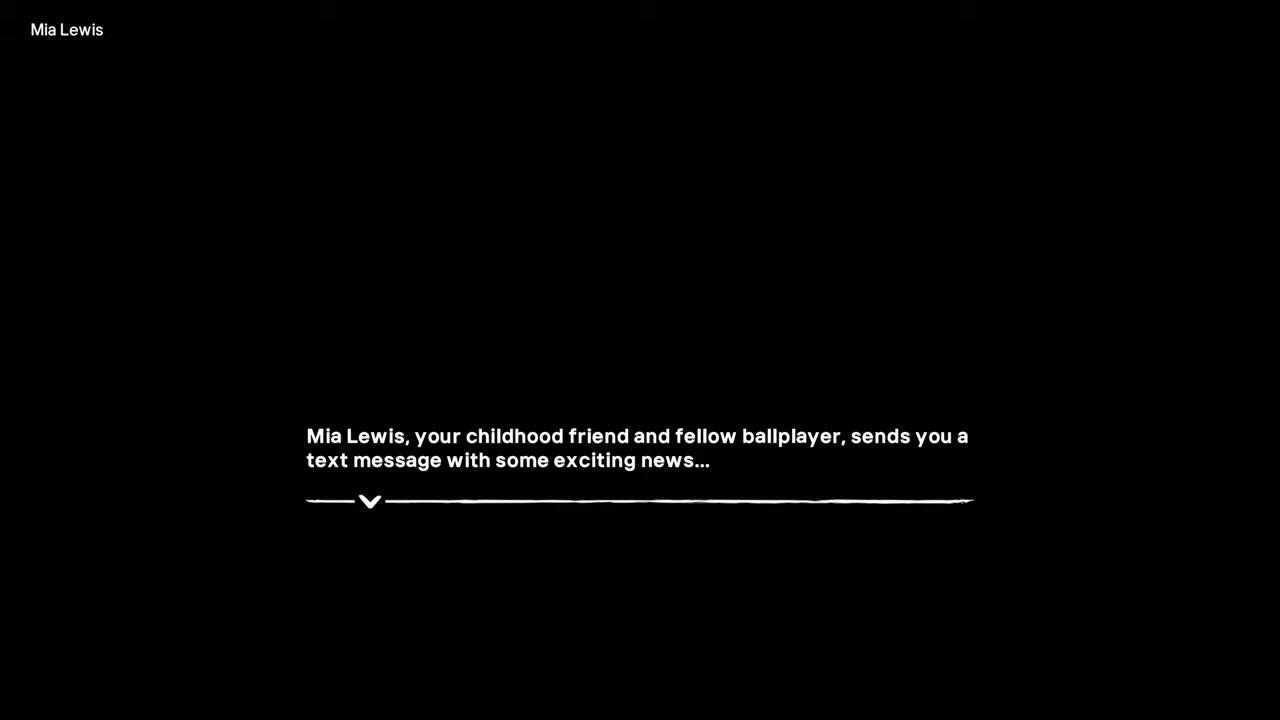 Mia Lewis
Mia Lewis, your childhood friend and fellow ballplayer, sends you a
text message with some exciting news...